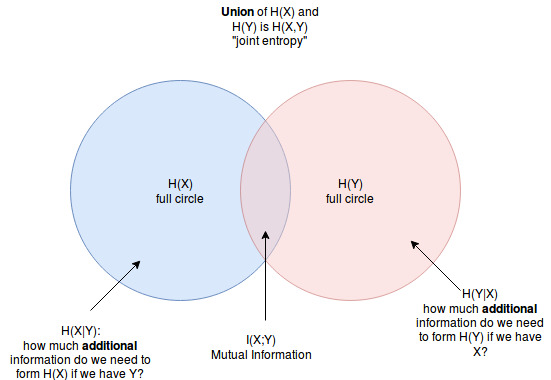 Union of H(X) and
H(Y) is H(X,Y)
"joint entropy"
H(X)
full circle
H(Y)
full circle
H(X|Y):
how much additional
information do we need to
form H(X) if we have Y?
I(X;Y)
Mutual Information
H(Y|X)
how much additional
information do we need
to form H(Y) if we have
X?